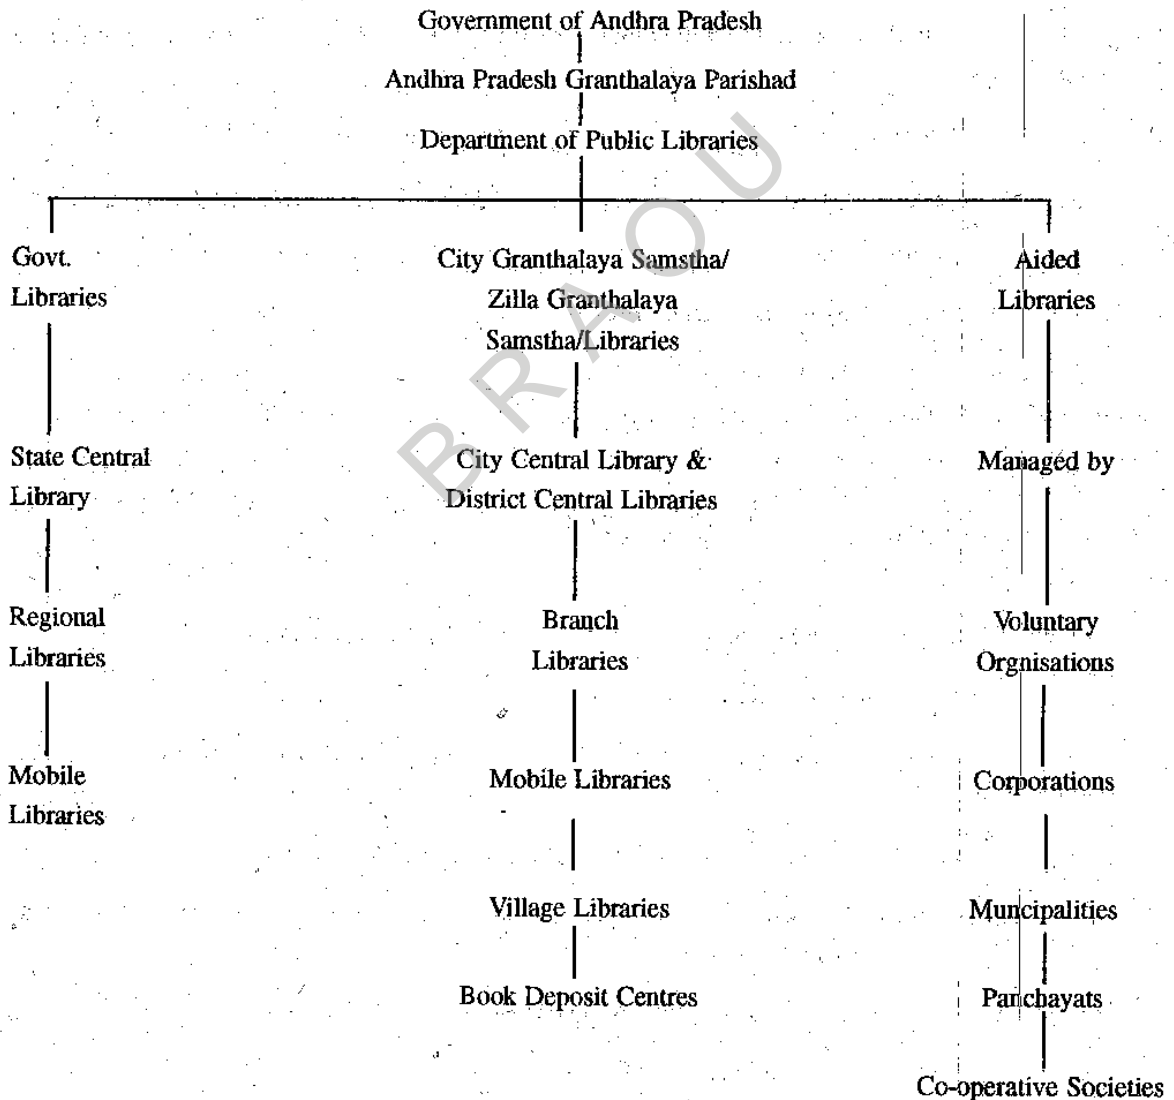 Government of Andhra Pradesh
Andhra Pradesh Granthalaya Parishad
Department of Public Libraries
Govt.
Libraries
State Central
Library
Regional
Libraries
Mobile
Libraries
City Granthalaya Samstha/
Zilla Granthalaya
Samstha/Libraries
City Central Library &
District Central Libraries
Branch
Libraries
Mobile Libraries
Village Libraries
Book Deposit Centres
Aided
Libraries
Managed by
Voluntary
Orgnisations
Corporations
Muncipalities
Panchayats
Co-operative Societies
BRAOU